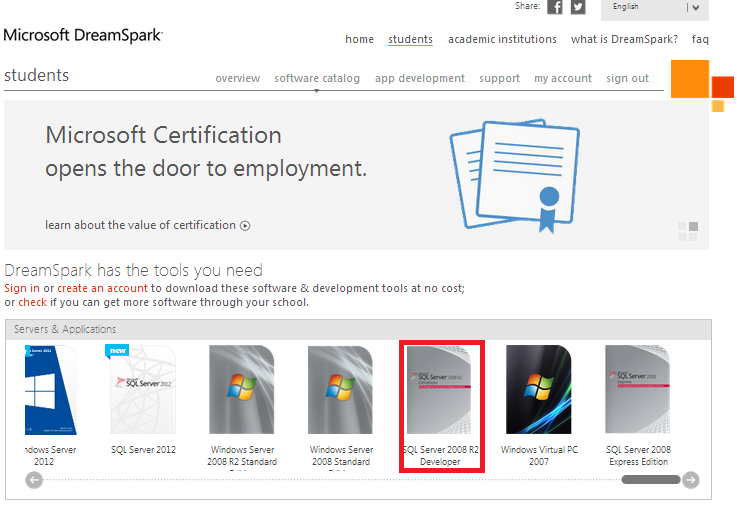 Share:
English
Microsoft DreamSpark
home students academic institutions what is DreamSpark? faq
students
overview software catalog app development support my account sign out
Microsoft Certification
opens the door to employment.
learn about the value of certification
DreamSpark has the tools you need
Sign in or create an account to download these software & development tools at no cost;
or check if you can get more software through your school.
Servers & Applications
new
SQL Server 2012
SQL Server 2008 R2
Developer
SQL Server 2008
Express
ndows Server
2012
SQL Server 2012
Windows Server
2008 R2 Standard
Windows Server
2008 Standard
SQL Server 2008 R2
Developer
Windows Virtual PC
2007
SQL Server 2008
Express Edition